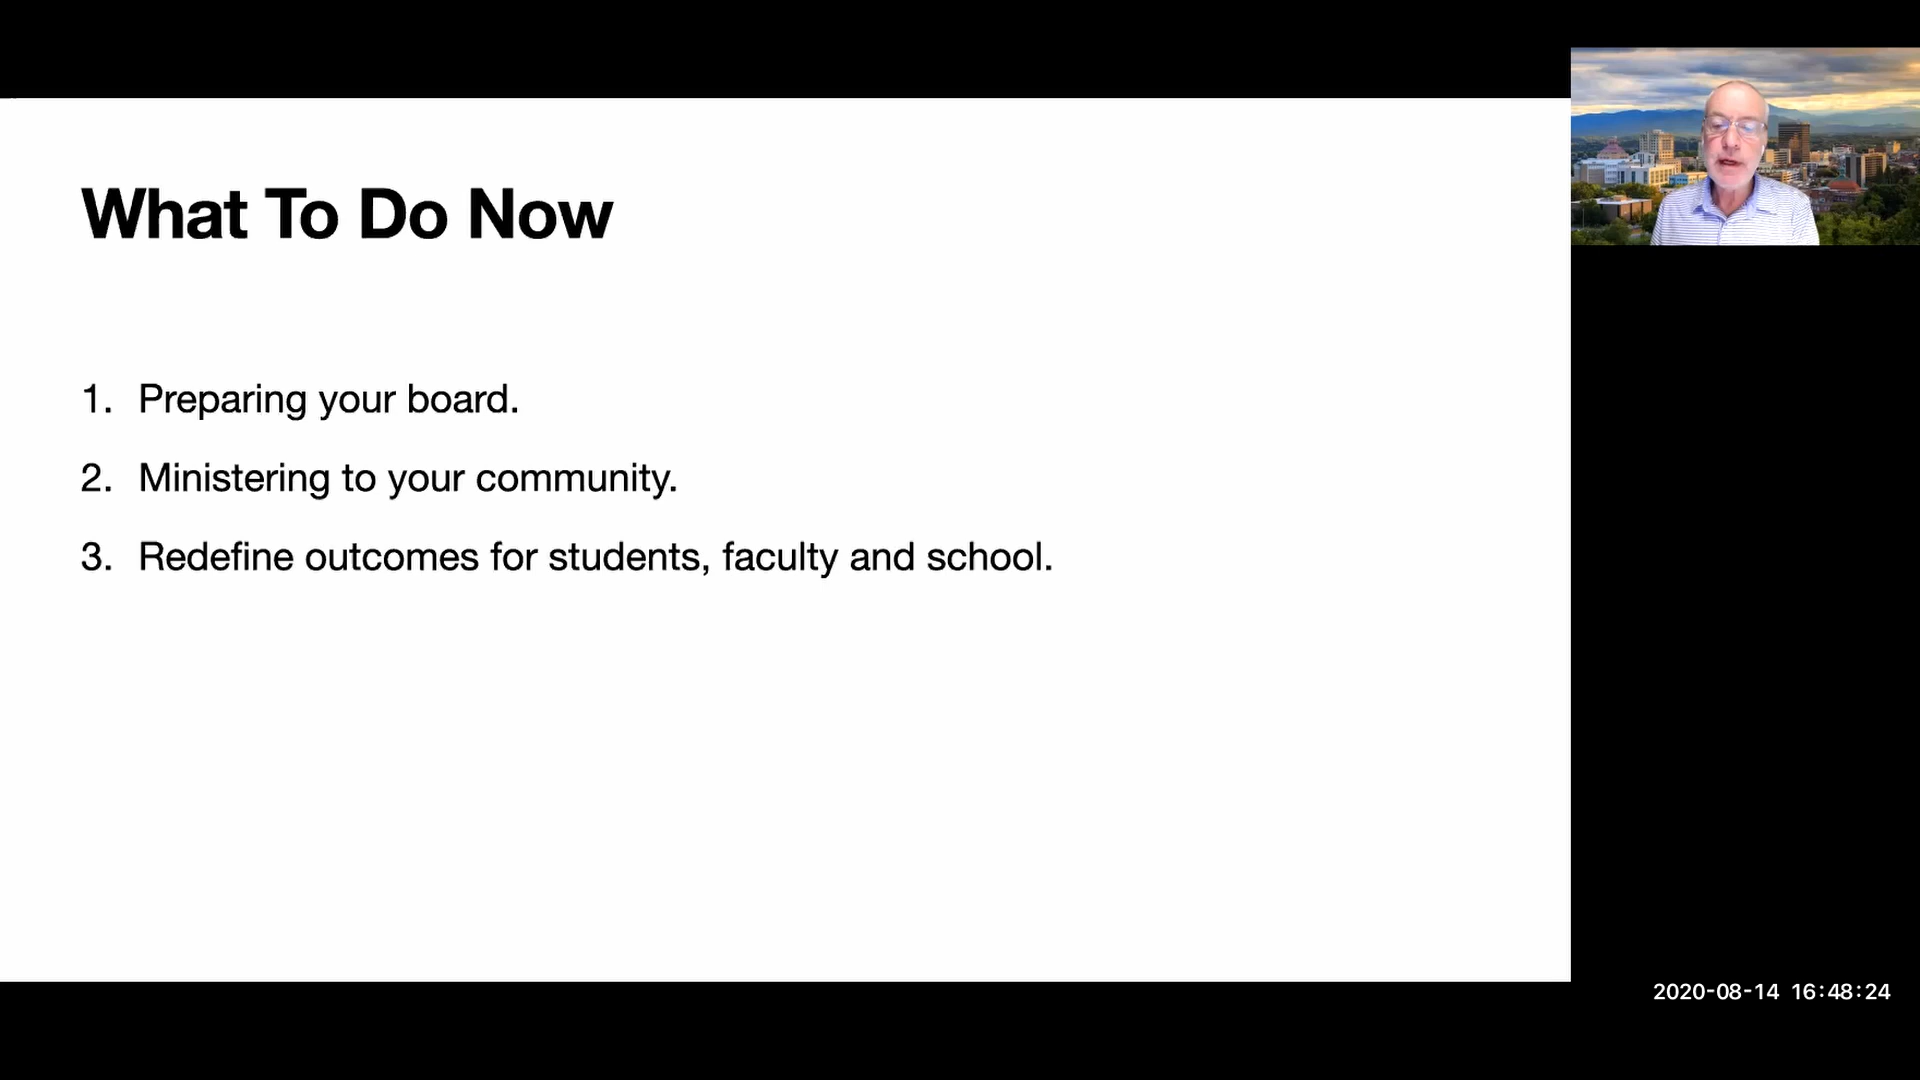 What To Do Now
1. Preparing your board.
2. Ministering to your community.
3. Redefine outcomes for students, faculty and school.
2020-08-14 16:48:24